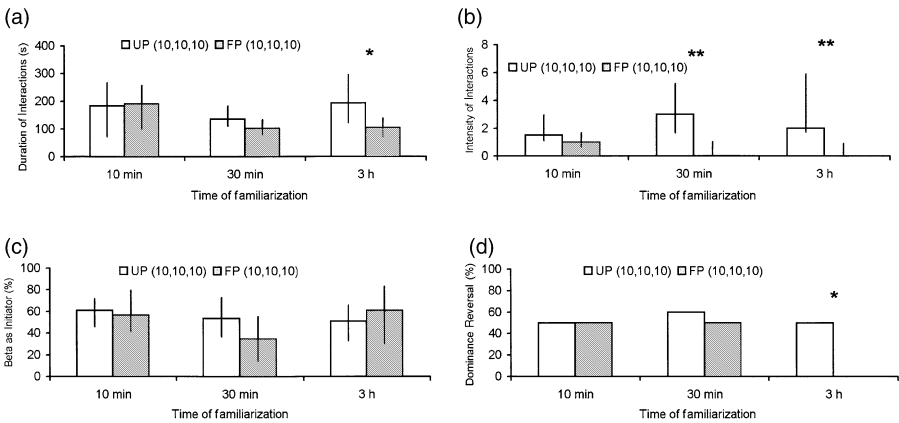 (a)
UP (10,10,10) FP (10,10,10)
Duration of Interactions (s)
400
300
200
100
0
*
10 min 30 min 3 h
Time of familiarization
(b)
UP (10,10,10) FP (10,10,10)
Intensity of Interactions
8
6
4
2
0
** **
10 min 30 min 3 h
Time of familiarization
(c)
UP (10,10,10) FP (10,10,10)
Beta as Initiator (%)
100
80
60
40
20
0
10 min 30 min 3 h
Time of familiarization
(d)
UP (10,10,10) FP (10,10,10)
Dominance Reversal (%)
100
80
60
40
20
0
*
10 min 30 min 3 h
Time of familiarization